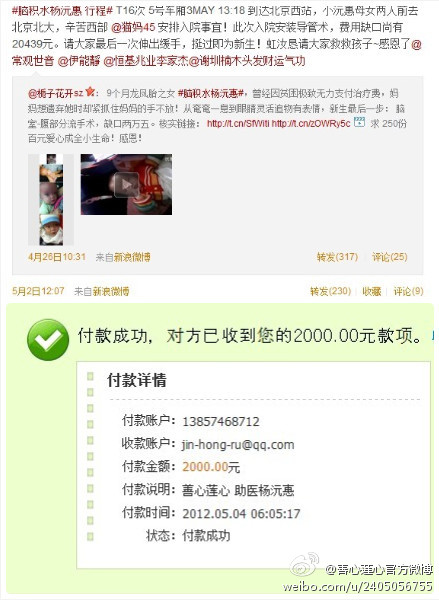 #脑积水杨沅惠 行程# T16次 5号车厢3MAY 13:18 到达北京西站，小沅惠母女两人前去
北京北大，辛苦西部 @猫妈45 安排入院事宜！此次入院安装导管术，费用缺口尚有
20439元。请大家最后一次伸出缓手，挺过即为新生！虹汝恳请大家救救孩子~感恩了@
常观世音 @伊能静 @恒基兆业李家杰@谢圳楠木头发财运气功
@栀子花开sz ：9个月龙凤胎之女 #脑积水杨沅惠#，曾经因贫困极致无力支付治疗费，妈
妈想遗弃她时却紧抓住妈妈的手不放！从奄奄一息到眼睛灵活追物有表情，新生最后一步：脑
室-腹部分流手术，缺口两万五。核实链接： http://t.cn/SfWiti http://t.cn/zOWRy5c 求 250份
百元爱心成全小生命！感恩！
4月26日10:31 来自新浪微博 转发(317) 评论(25)
5月2日12:07 来自新浪微博 转发(230) 收藏 评论(9)
付款成功，对方已收到您的2000.00元款项。
付款详情
付款账户：13857468712
收款账户：jin-hong-ru@qq.com
付款金额：2000.00元
付款说明：善心莲心 助医杨沅惠
付款时间：2012.05.04 06:05:17
状态：付款成功
@善心莲心官方微博
weibo.com/u/2405056755